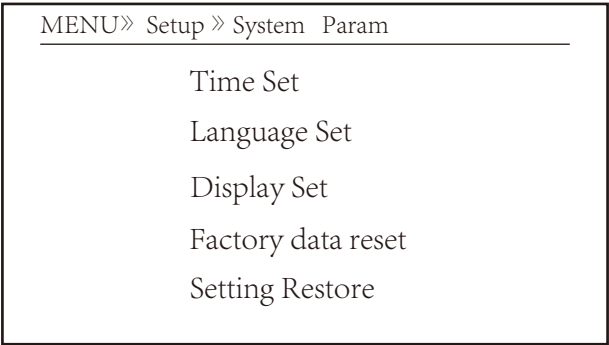 MENU》 Setup 》 System Param
Time Set
Language Set
Display Set
Factory data reset
Setting Restore